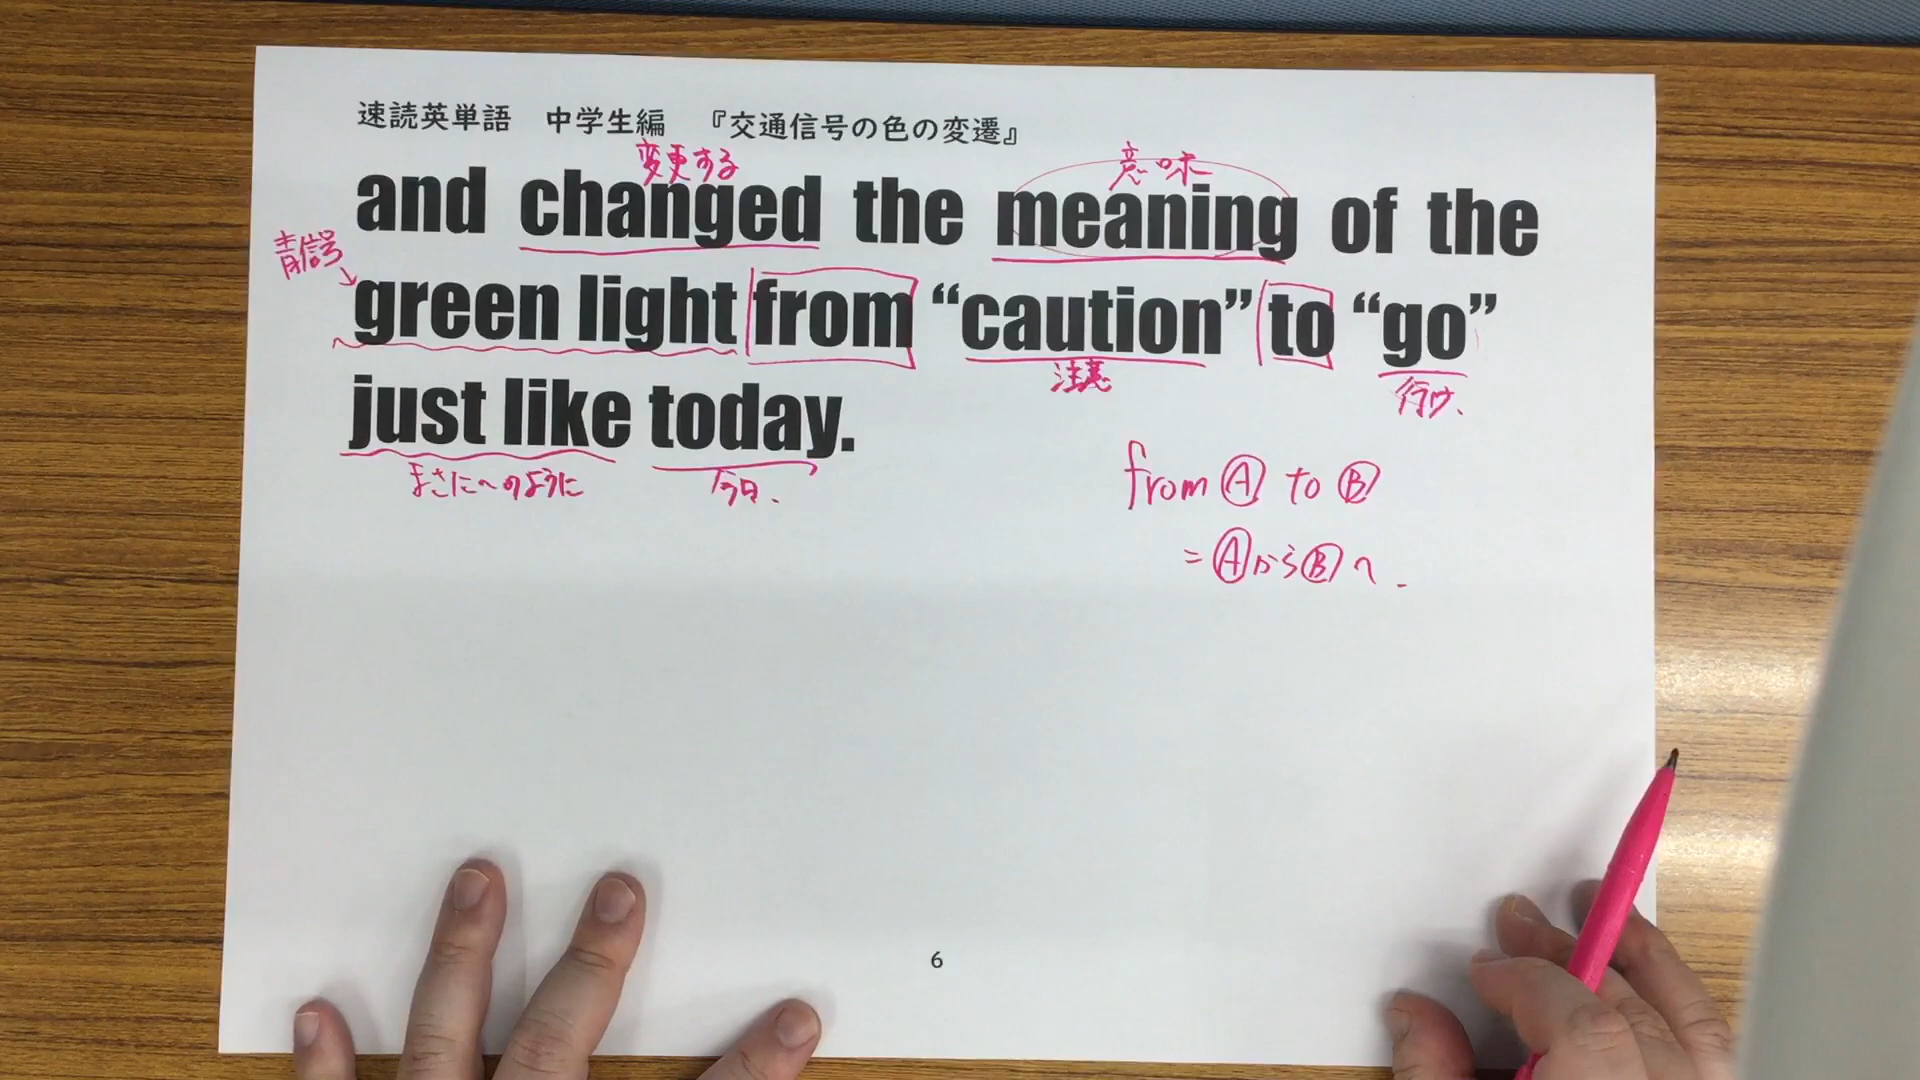 速読英単語 中学生編 『交通信号の色の変遷』
変更する 意味
and changed the meaning of the
青信号
green light from “caution” to “go”
注意 行け、
just like today.
まさに〜のように 今日、
from Ⓐ to Ⓑ
= ⒶからⒷへ.
6